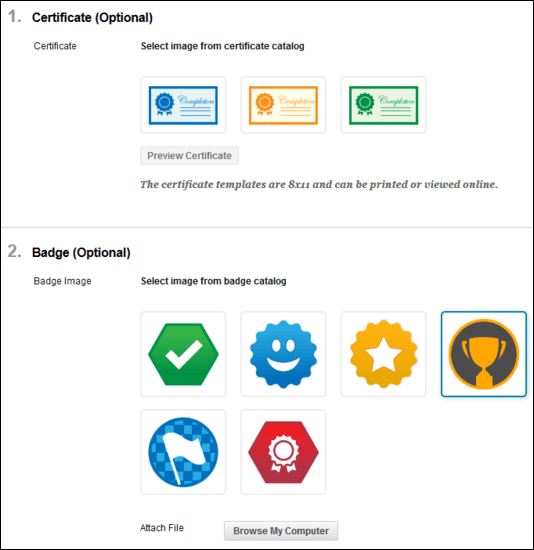 1. Certificate (Optional)
Certificate
Select image from certificate catalog
Completion
Completion
Completion
Preview Certificate
The certificate templates are 8x11 and can be printed or viewed online.
2. Badge (Optional)
Badge Image
Select image from badge catalog
Attach File
Browse My Computer